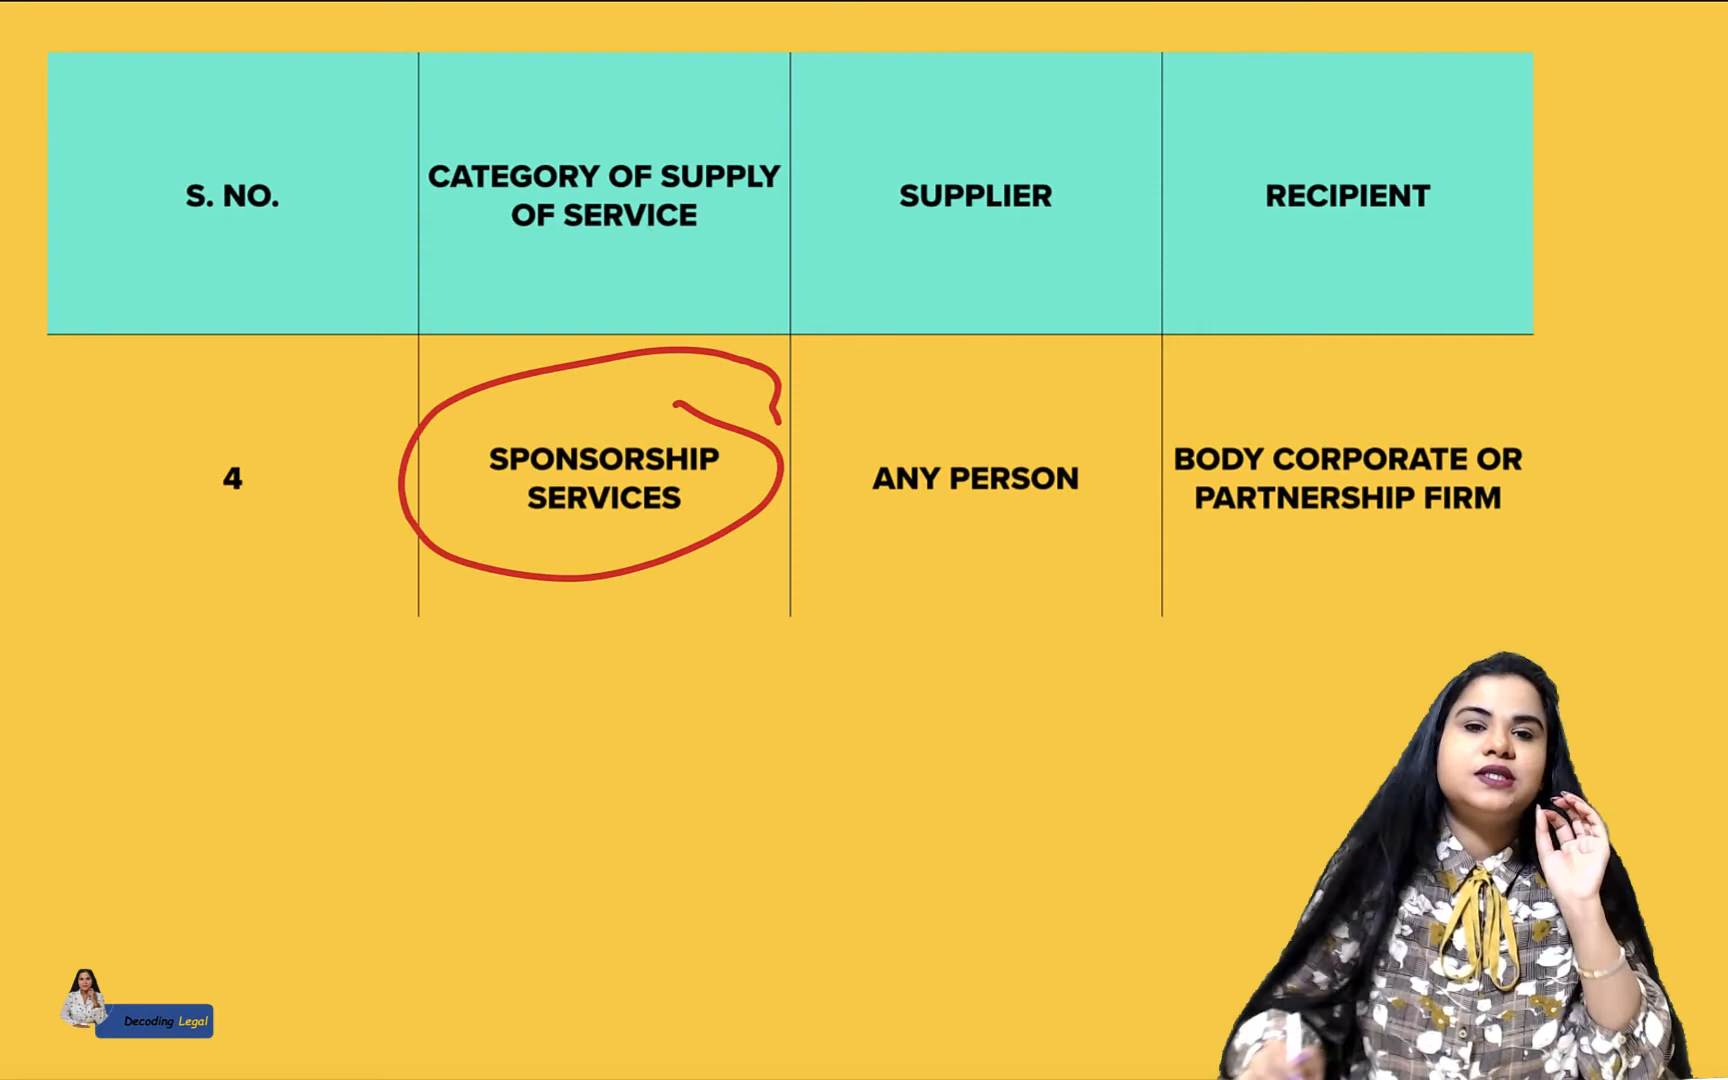 S. NO.
CATEGORY OF SUPPLY
OF SERVICE
SUPPLIER
RECIPIENT
4
SPONSORSHIP
SERVICES
ANY PERSON
BODY CORPORATE OR
PARTNERSHIP FIRM
Decoding Legal